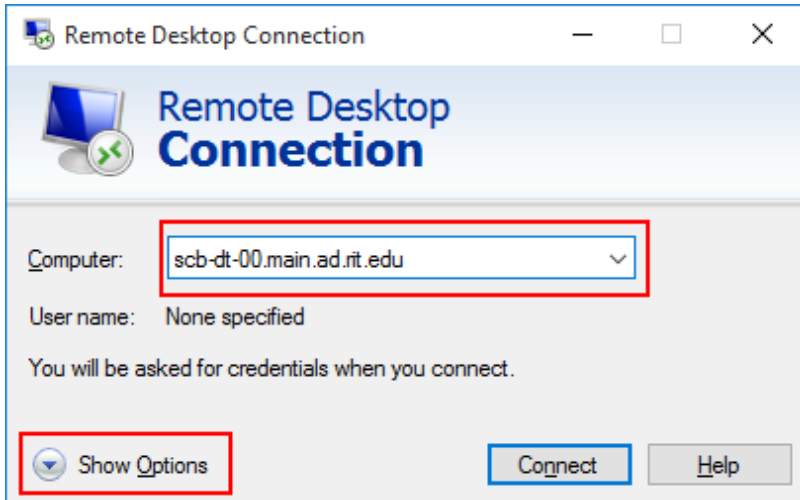 Remote Desktop Connection
Remote Desktop
Connection
Computer: scb-dt-00.main.ad.rit.edu
User name: None specified
You will be asked for credentials when you connect.
Show Options Connect Help